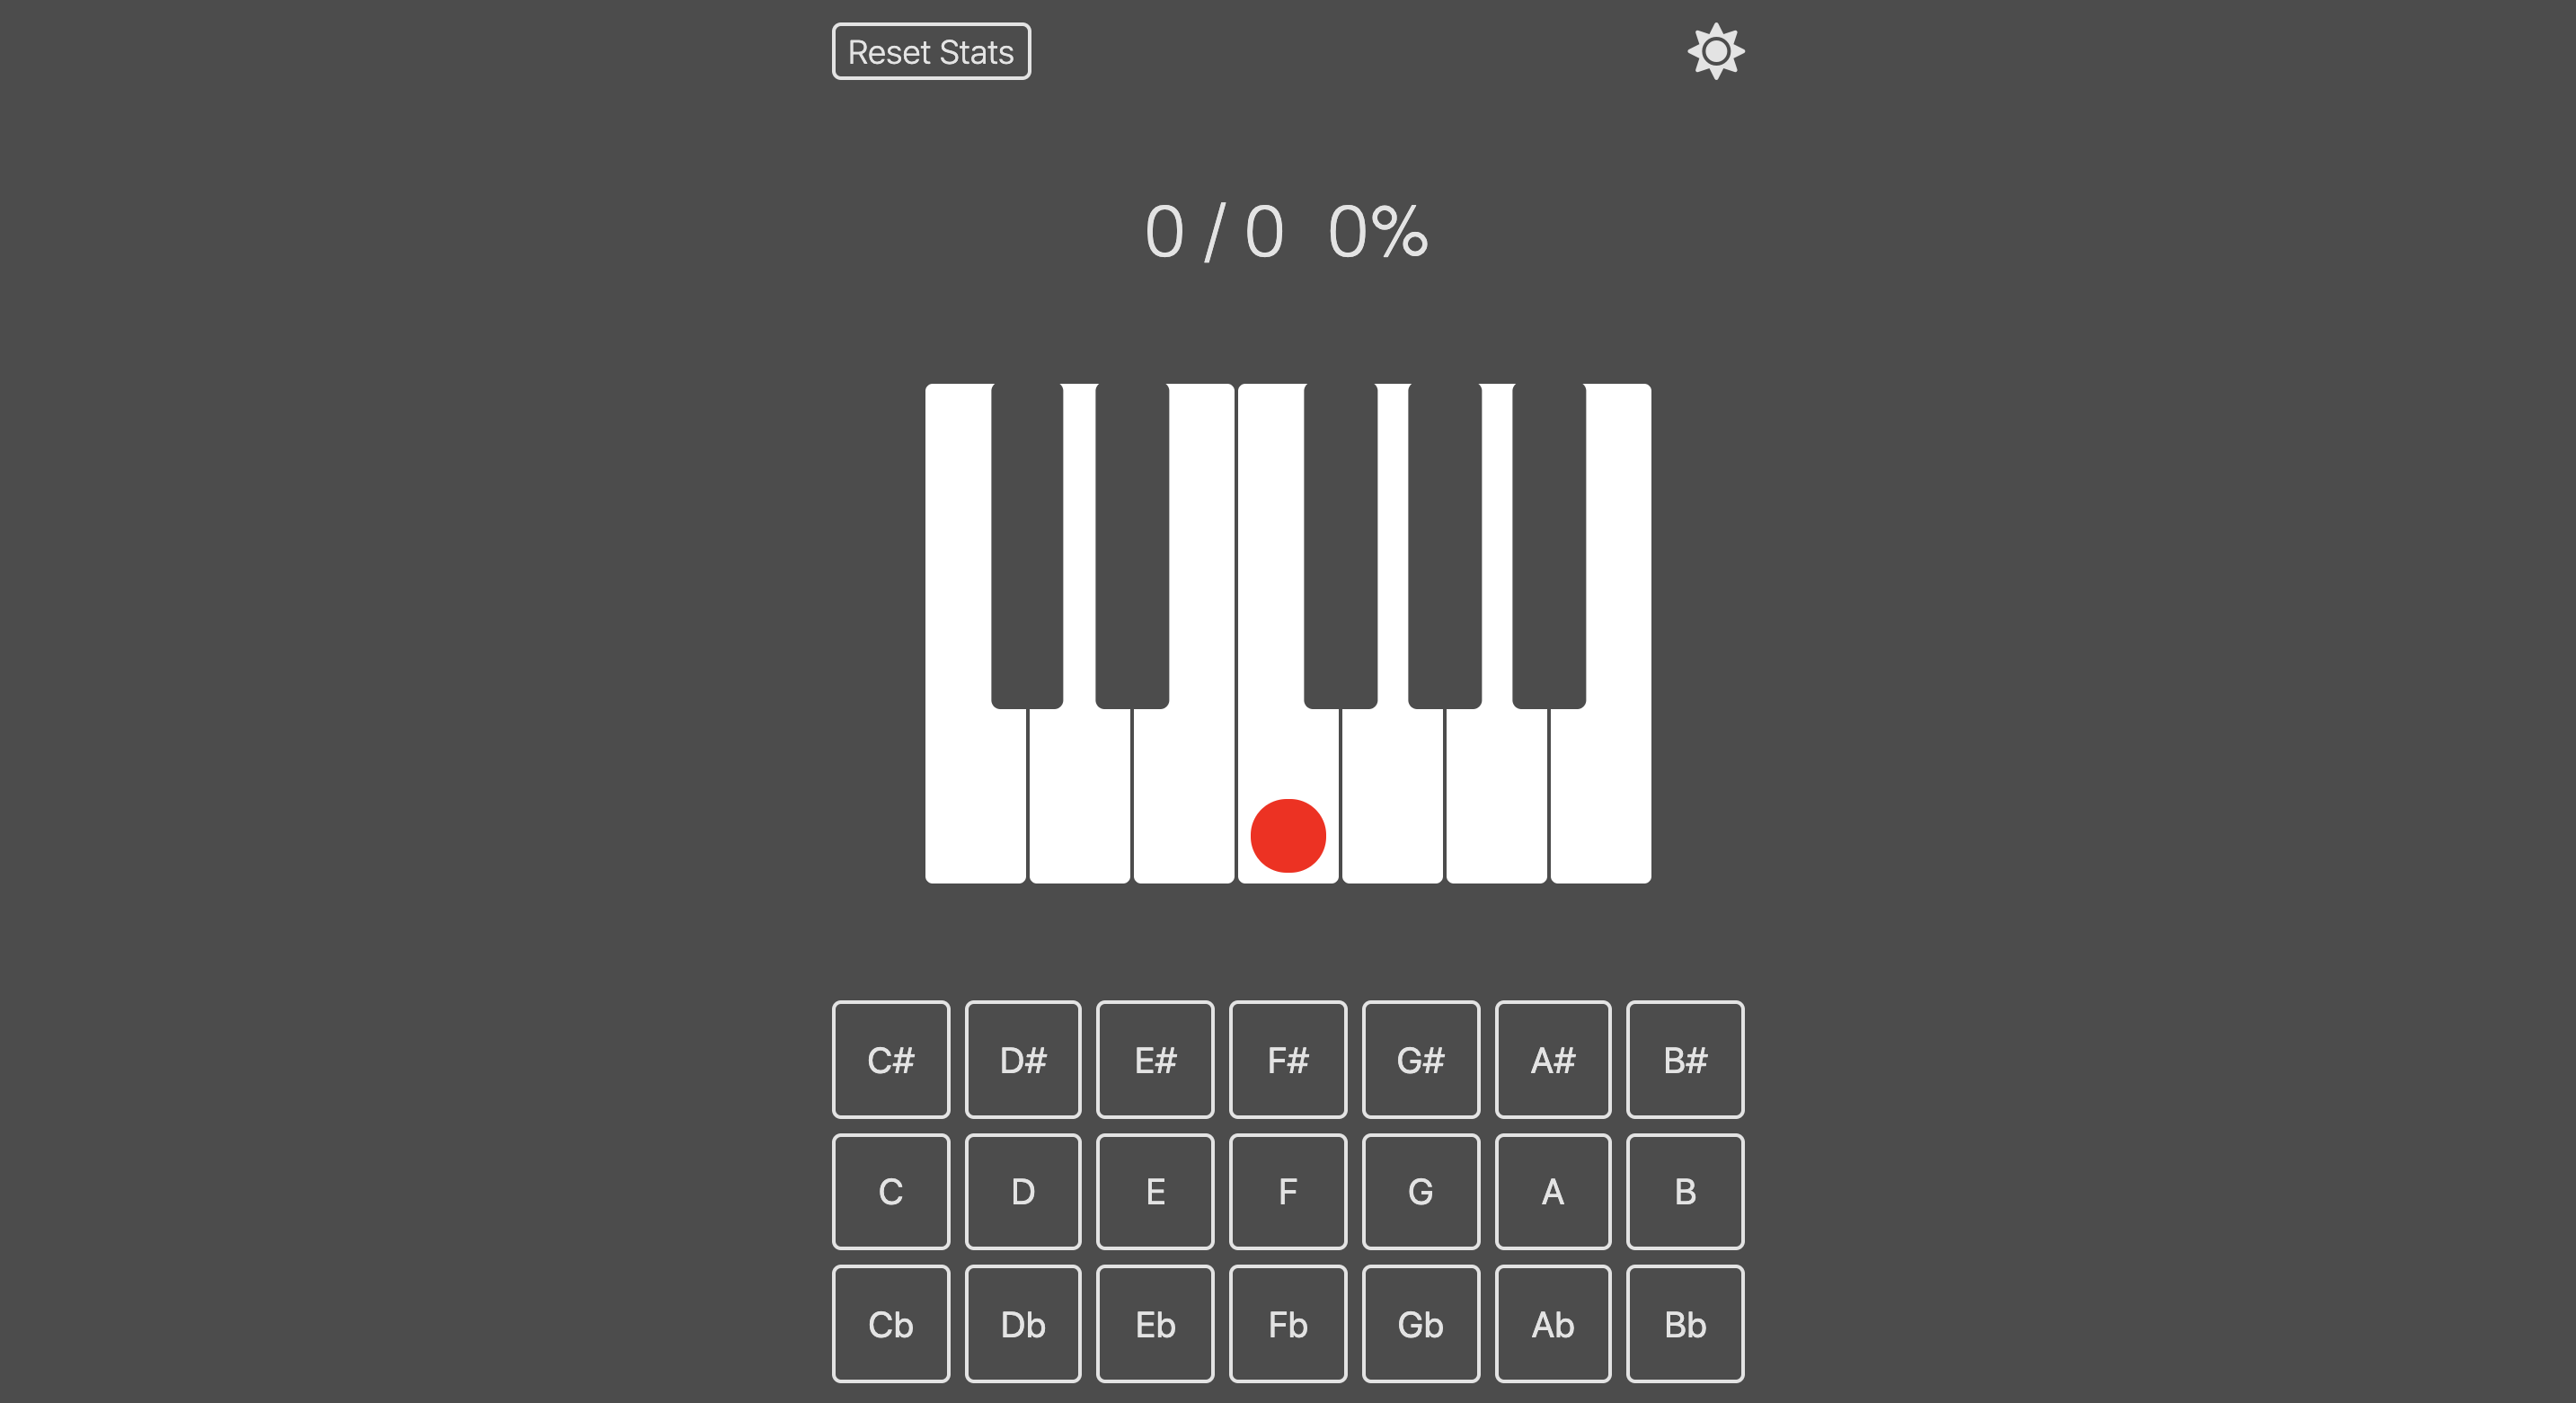 Reset Stats
0 / 0 0%
C# D# E# F# G# A# B#
C D E F G A B
Cb Db Eb Fb Gb Ab Bb